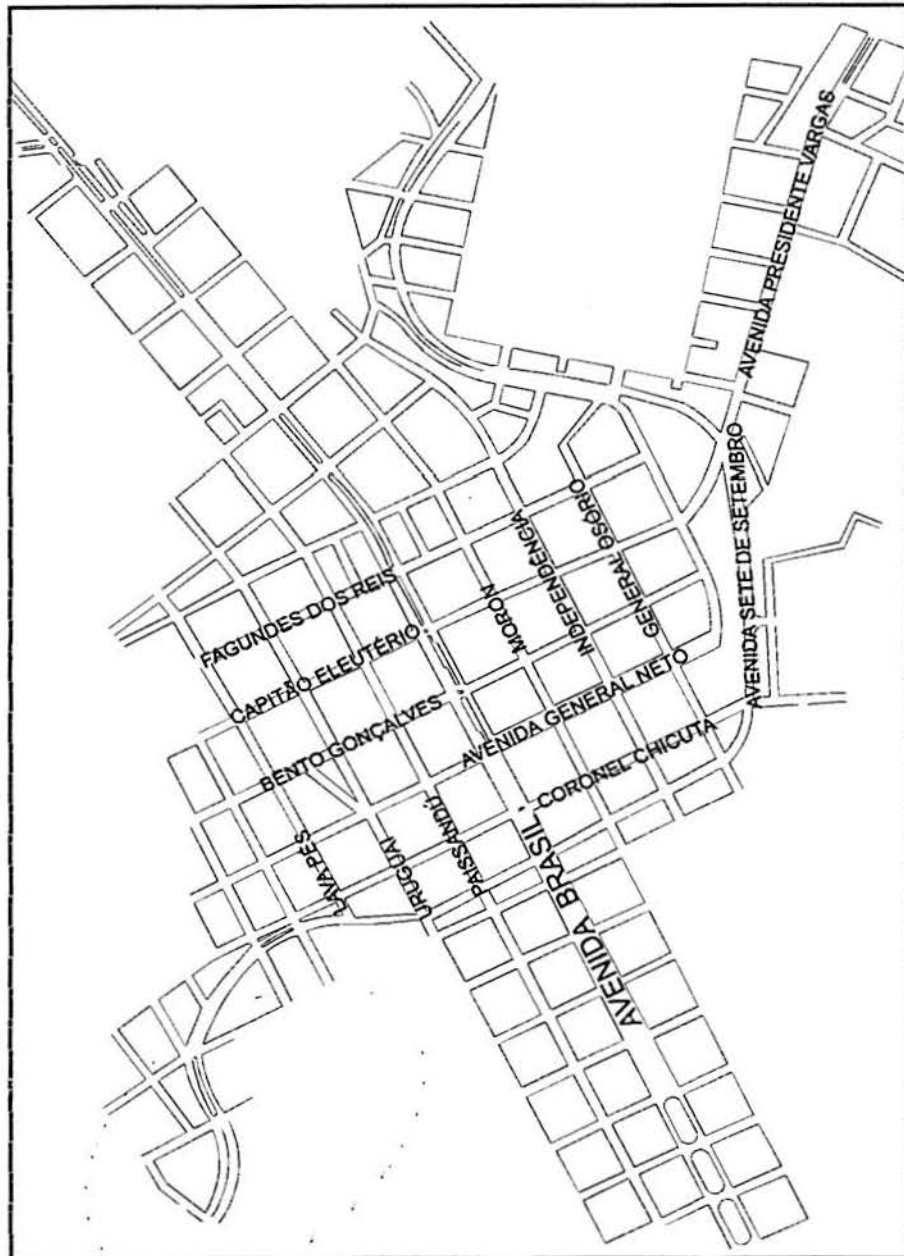 AVENIDA PRESIDENTE VARGAS
AVENIDA SETE DE SETEMBRO
FAGUNDES DOS REIS
CAPITÃO ELEUTÉRIO
BENTO GONÇALVES
MORON
INDEPENDÊNCIA
GENERAL OSÓRIO
AVENIDA GENERAL NETO
CORONEL CHICUTA
LAVA PÉS
URUGUAI
PAISSANDÚ
AVENIDA BRASIL